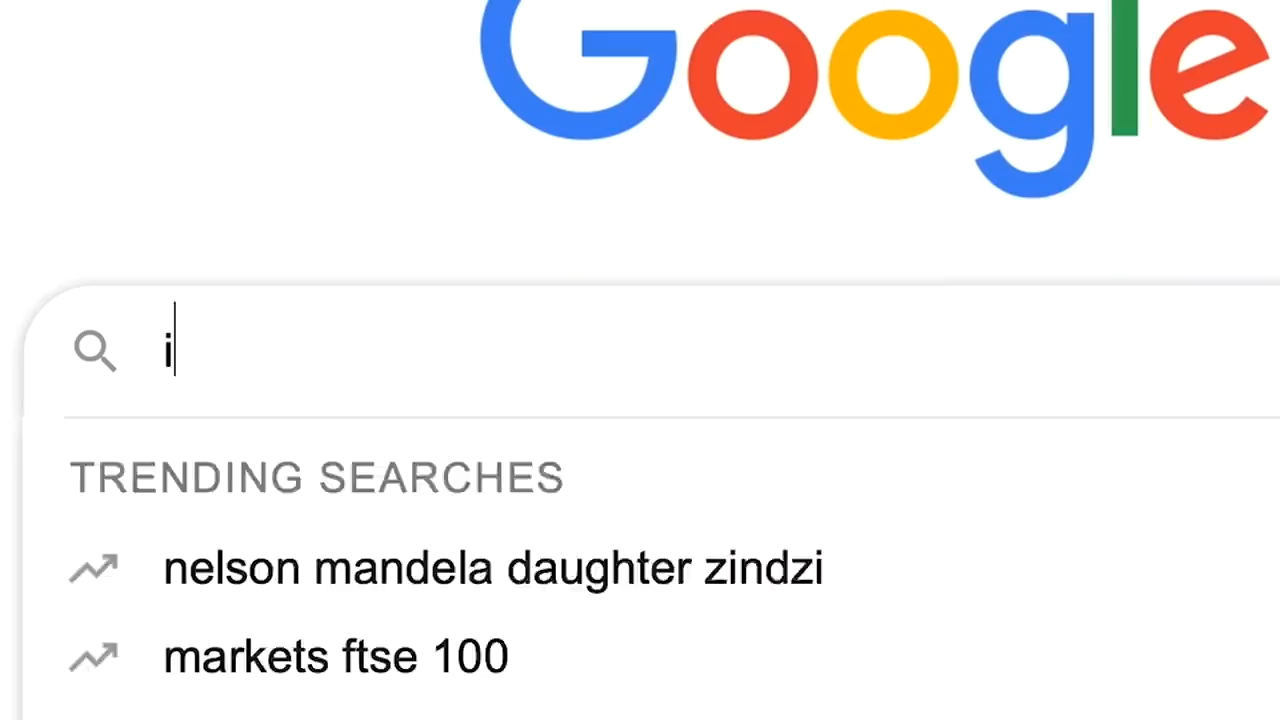 Google
i
TRENDING SEARCHES
nelson mandela daughter zindzi
markets ftse 100